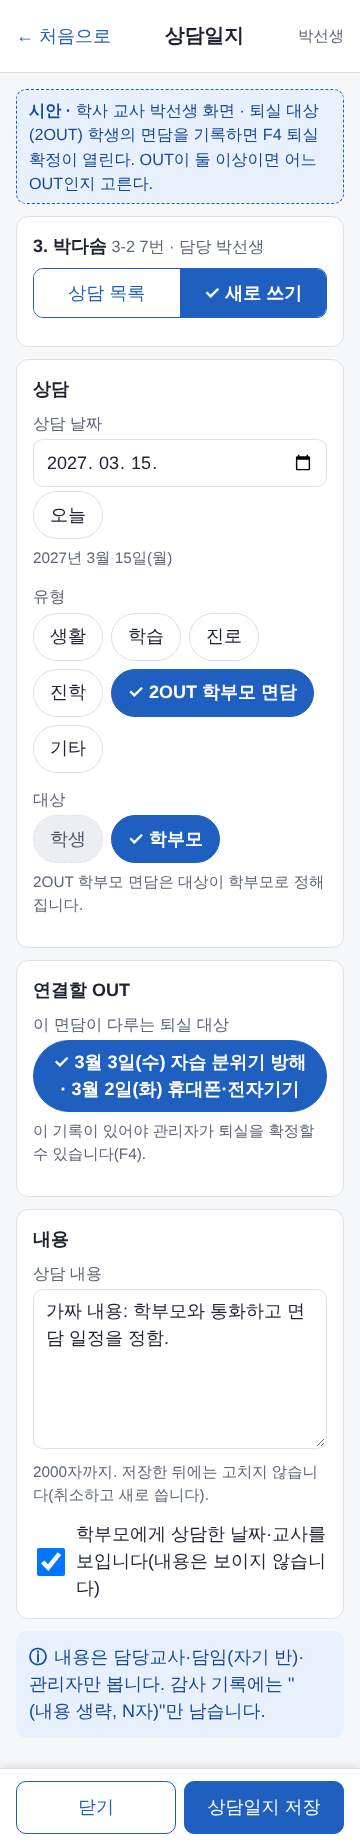 ← 처음으로
상담일지
박선생
시안 · 학사 교사 박선생 화면 · 퇴실 대상
(2OUT) 학생의 면담을 기록하면 F4 퇴실
확정이 열린다. OUT이 둘 이상이면 어느
OUT인지 고른다.
3. 박다솜 3-2 7번 · 담당 박선생
상담 목록
✓ 새로 쓰기
상담
상담 날짜
2027. 03. 15.
오늘
2027년 3월 15일(월)
유형
생활
학습
진로
진학
✓ 2OUT 학부모 면담
기타
대상
학생
✓ 학부모
2OUT 학부모 면담은 대상이 학부모로 정해
집니다.
연결할 OUT
이 면담이 다루는 퇴실 대상
✓ 3월 3일(수) 자습 분위기 방해
· 3월 2일(화) 휴대폰·전자기기
이 기록이 있어야 관리자가 퇴실을 확정할
수 있습니다(F4).
내용
상담 내용
가짜 내용: 학부모와 통화하고 면
담 일정을 정함.
2000자까지. 저장한 뒤에는 고치지 않습니
다(취소하고 새로 씁니다).
학부모에게 상담한 날짜·교사를
보입니다(내용은 보이지 않습니
다)
ⓘ 내용은 담당교사·담임(자기 반)·
관리자만 봅니다. 감사 기록에는 "
(내용 생략, N자)"만 남습니다.
닫기
상담일지 저장